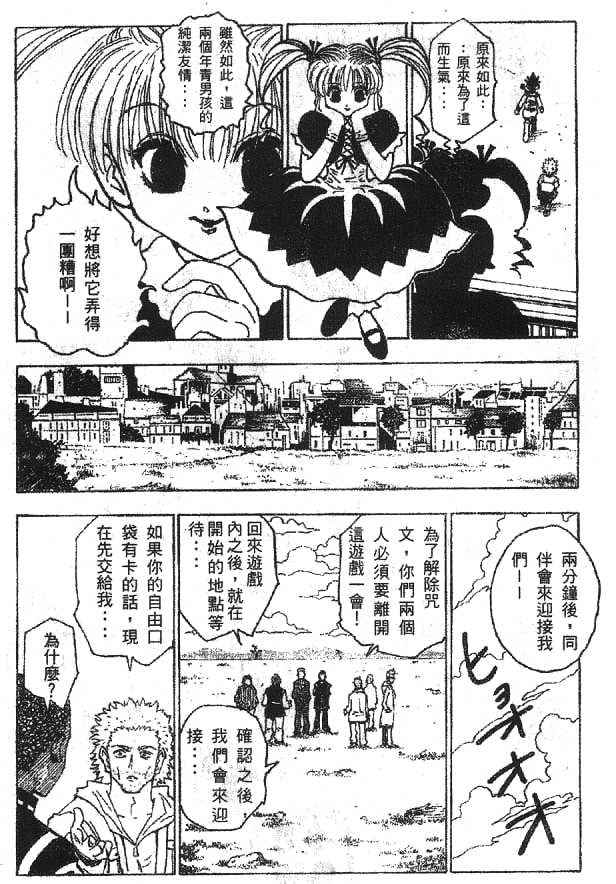 原來如此⋯
⋯原來為了這
而生氣⋯
雖然如此，這
兩個年青男孩的
純潔友情⋯
好想將它弄得
一團糟啊——
兩分鐘後，同
伴會來迎接我
們——
ヒョオオオ
為了解除咒
文，你們兩個
人必須要離開
這遊戲一會！
回來遊戲
內之後，就在
開始的地點等
待⋯
確認之後，
我們會來迎
接⋯
如果你的自由口
袋有卡的話，現
在先交給我⋯
為什麼？